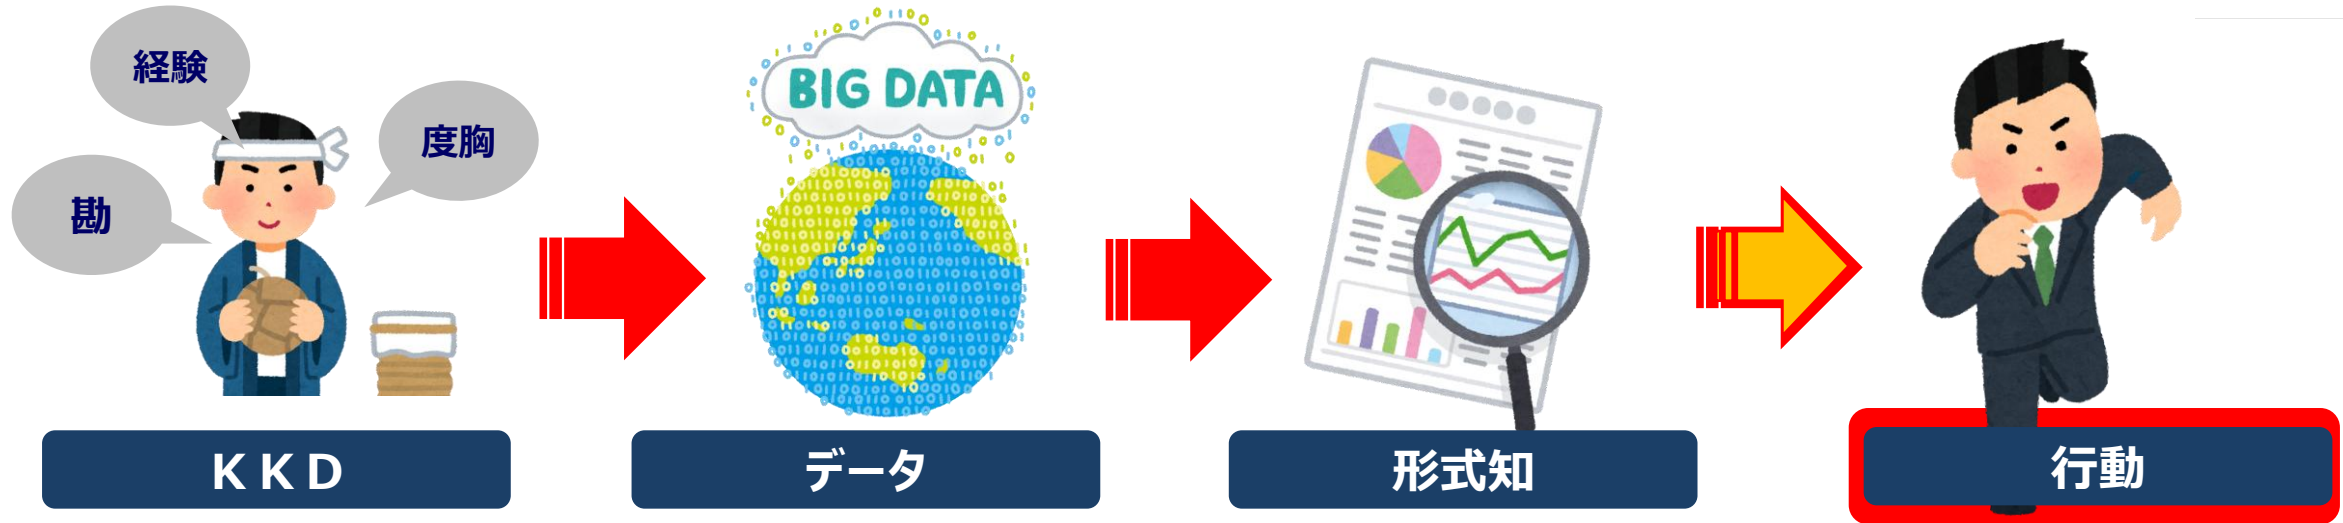 経験
度胸
勘
BIG DATA
ＫＫＤ
データ
形式知
行動